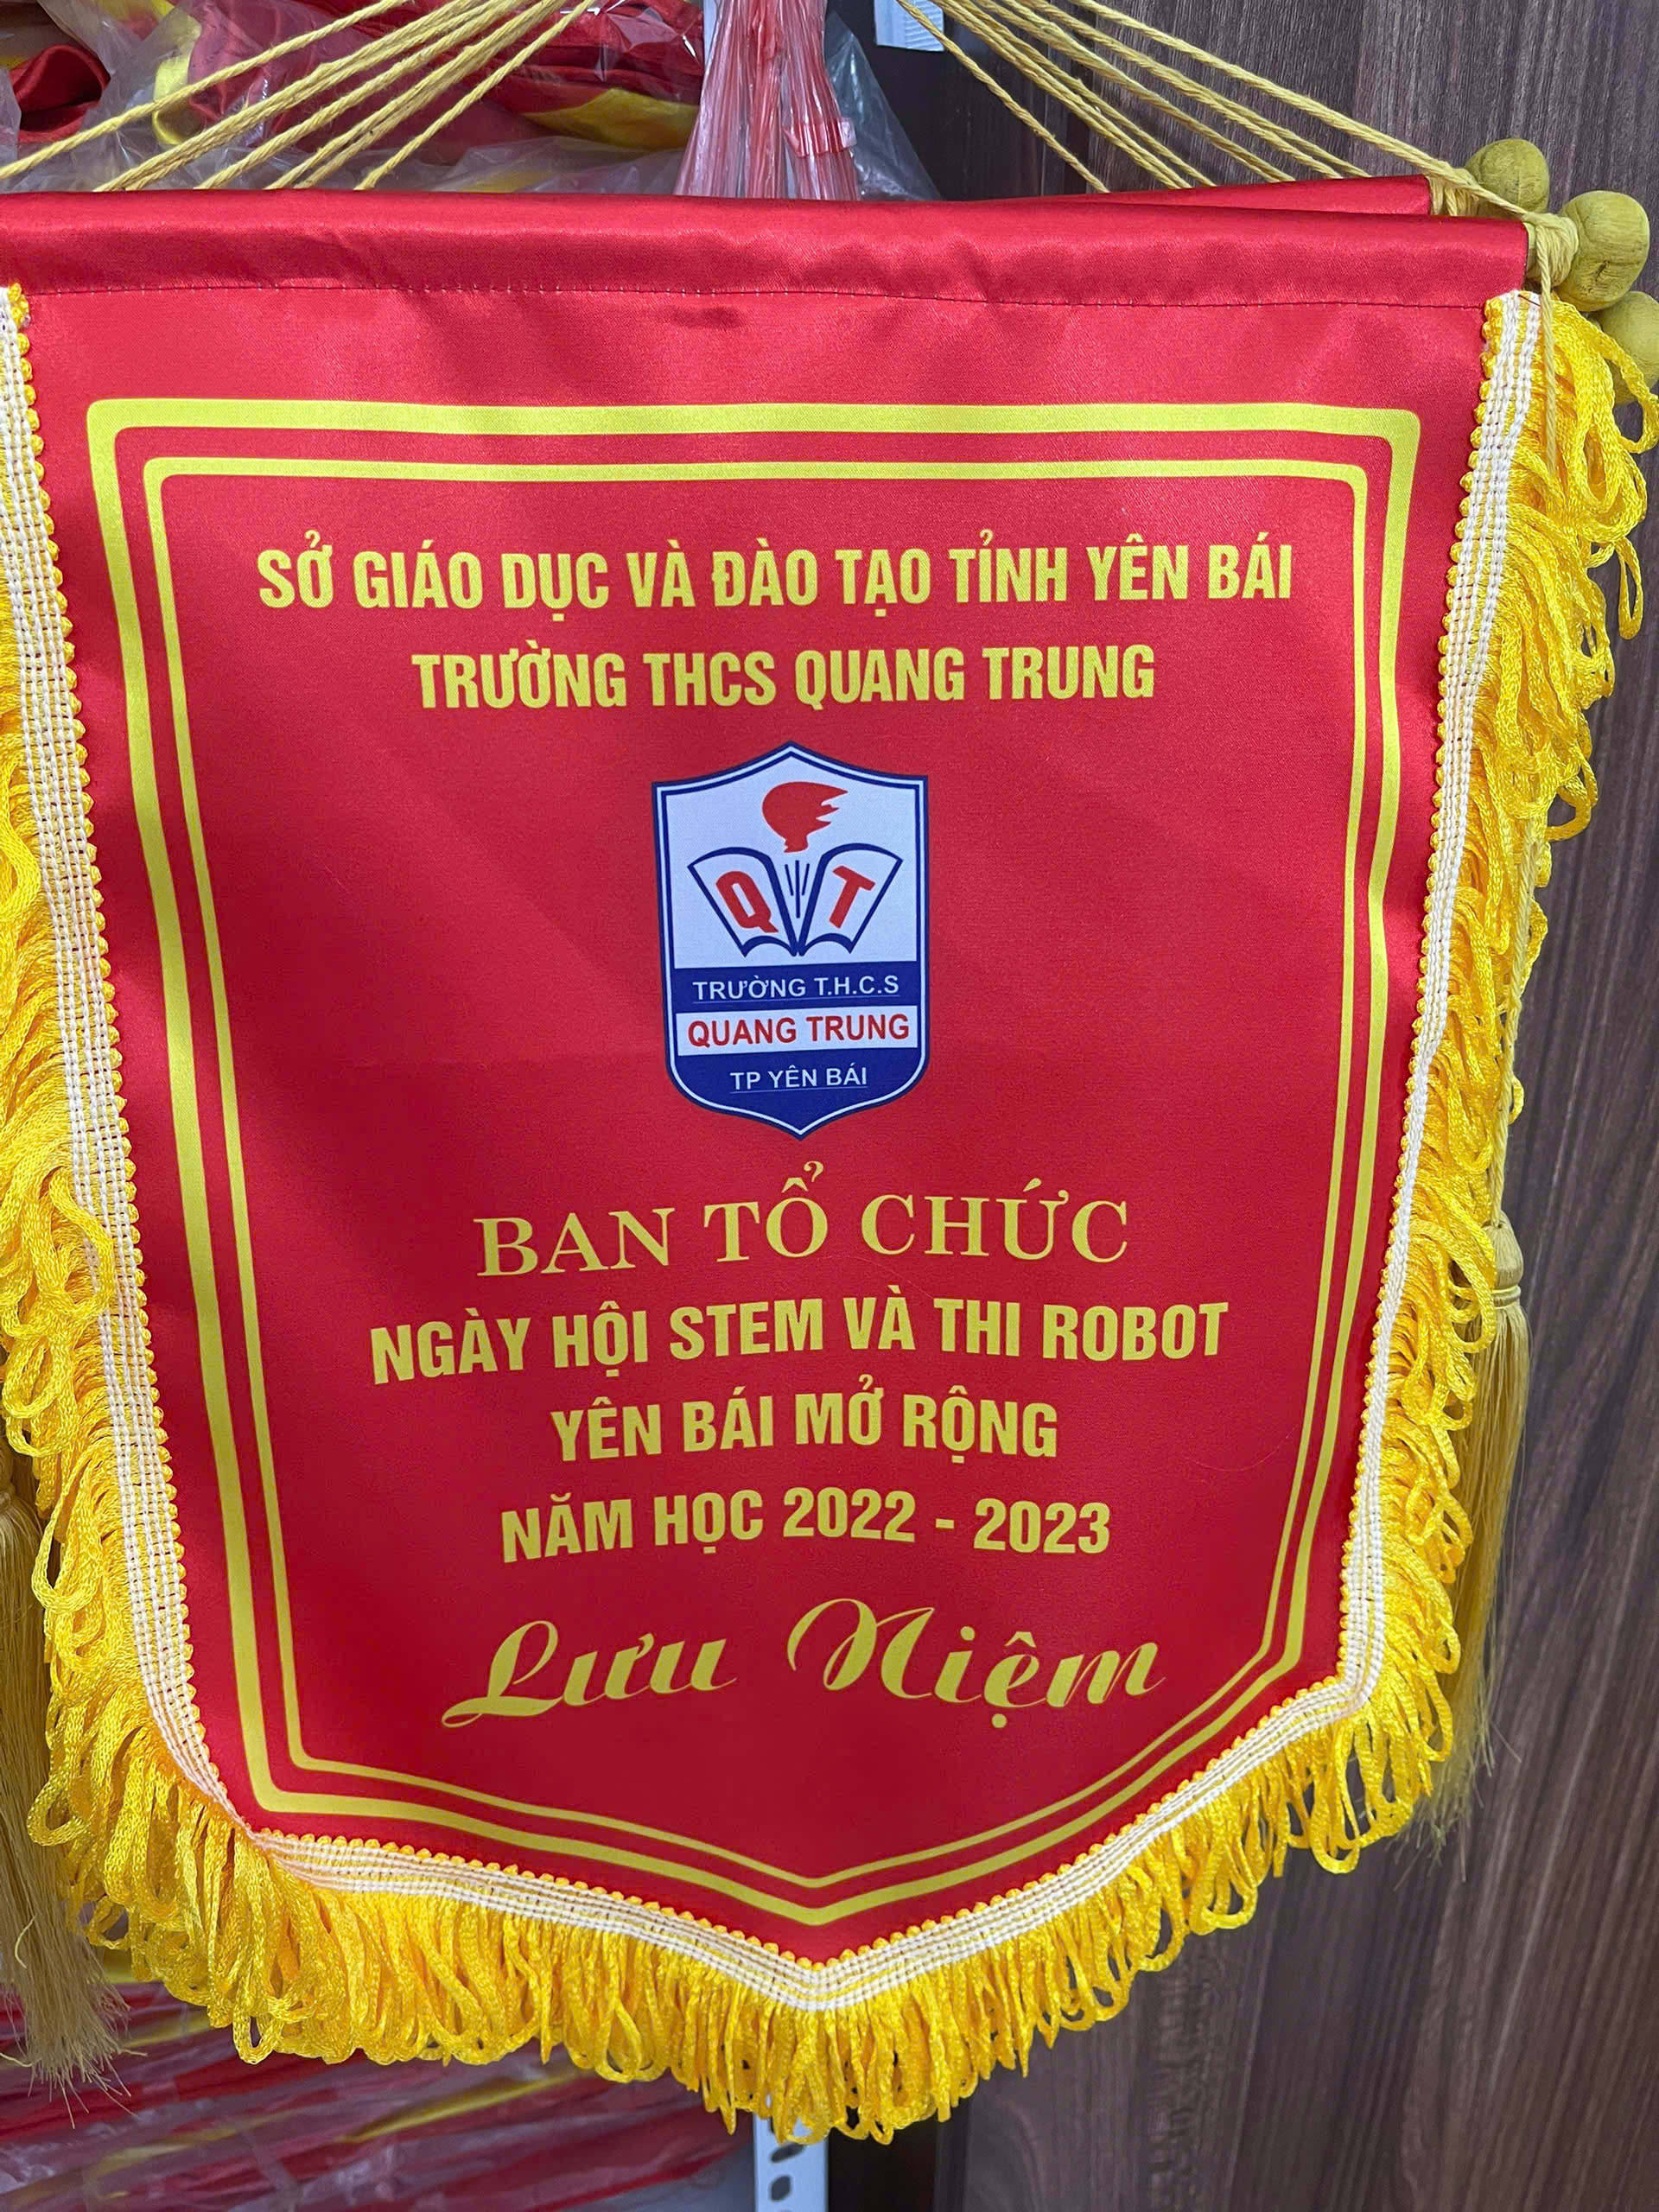 SỞ GIÁO DỤC VÀ ĐÀO TẠO TỈNH YÊN BÁI
TRƯỜNG THCS QUANG TRUNG
Q T
TRƯỜNG T.H.C.S
QUANG TRUNG
TP YÊN BÁI
BAN TỔ CHỨC
NGÀY HỘI STEM VÀ THI ROBOT
YÊN BÁI MỞ RỘNG
NĂM HỌC 2022 - 2023
Lưu Niệm